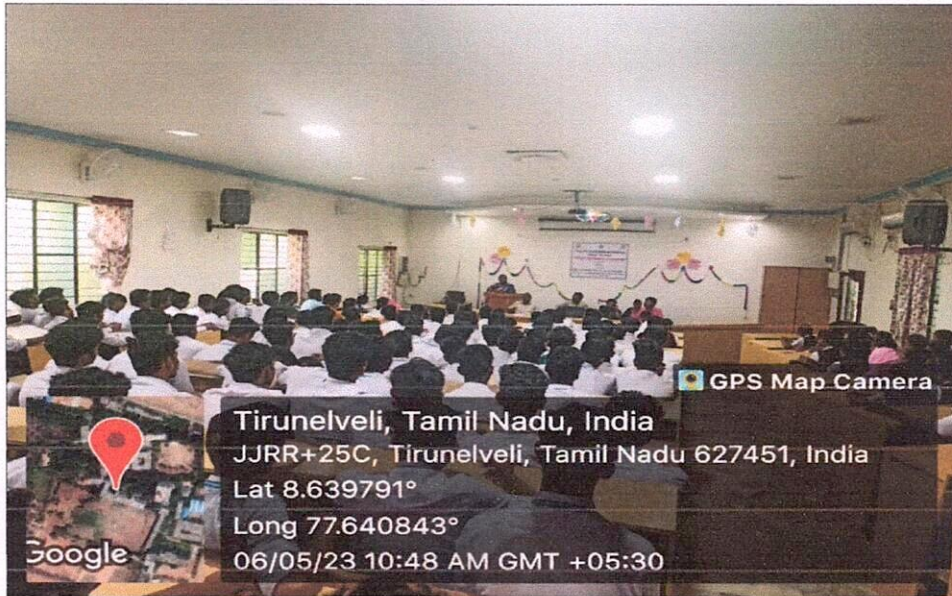 GPS Map Camera
Tirunelveli, Tamil Nadu, India
JJRR+25C, Tirunelveli, Tamil Nadu 627451, India
Lat 8.639791°
Long 77.640843°
06/05/23 10:48 AM GMT +05:30
Google